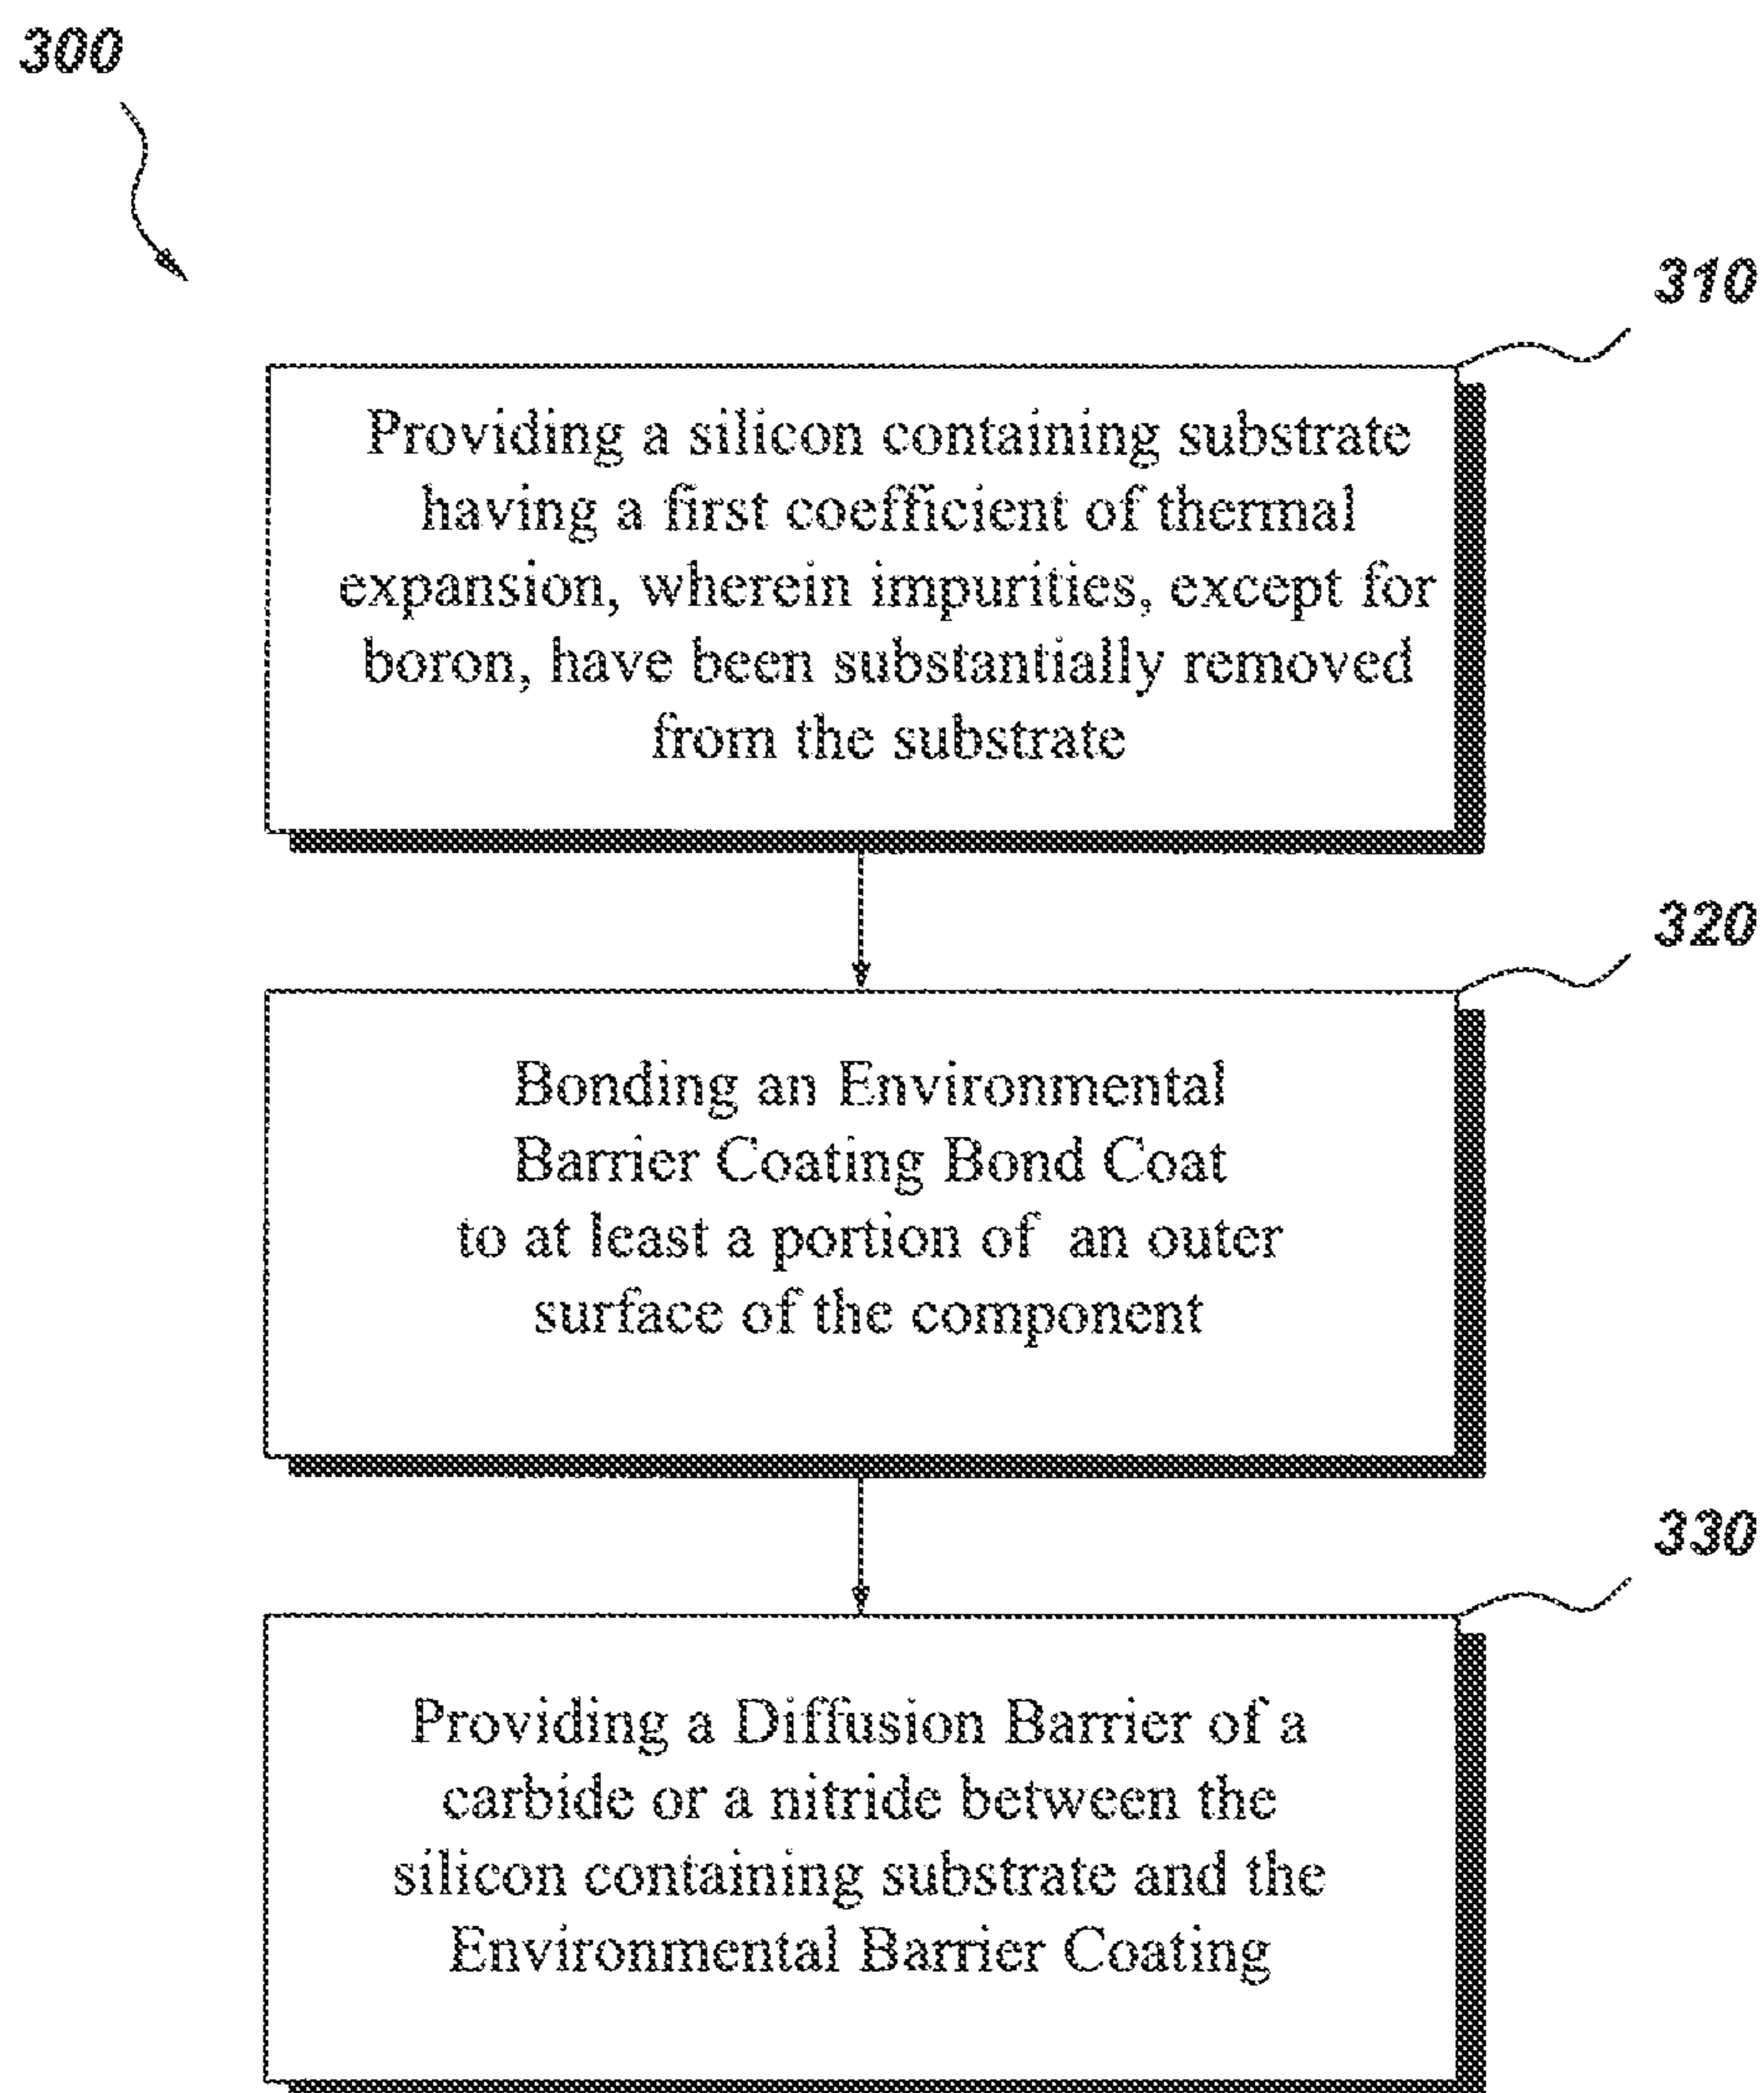 300
310
Providing a silicon containing substrate
having a first coefficient of thermal
expansion, wherein impurities, except for
boron, have been substantially removed
from the substrate
320
Bonding an Environmental
Barrier Coating Bond Coat
to at least a portion of an outer
surface of the component
330
Providing a Diffusion Barrier of a
carbide or a nitride between the
silicon containing substrate and the
Environmental Barrier Coating